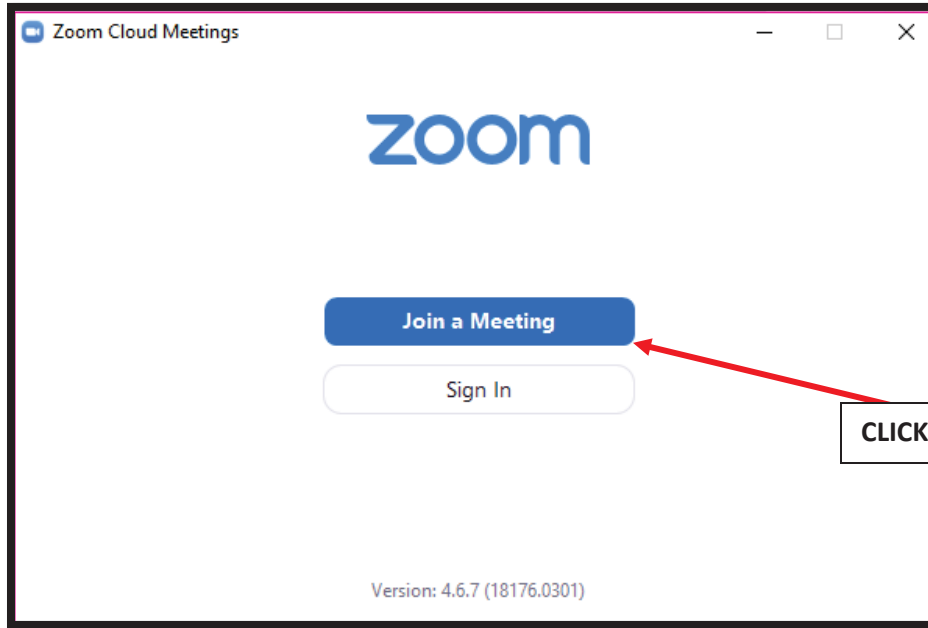 Zoom Cloud Meetings
zoom
Join a Meeting
Sign In
CLICK
Version: 4.6.7 (18176.0301)